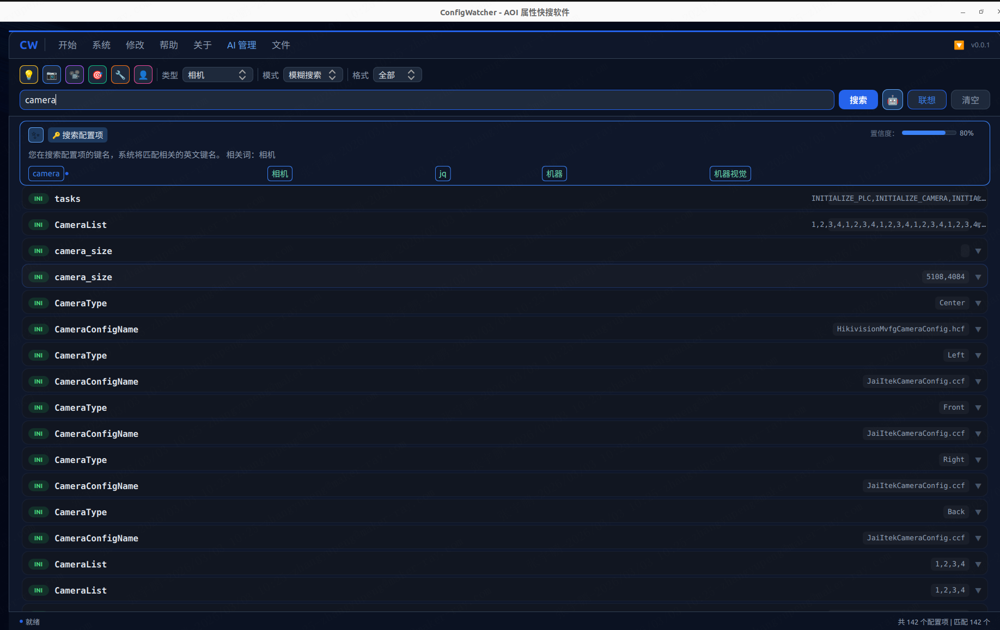 ConfigWatcher - AOI 属性快搜软件
CW 开始 系统 修改 帮助 关于 AI 管理 文件 v0.0.1
类型 相机 模式 模糊搜索 格式 全部
camera 搜索 联想 清空
搜索配置项 置信度: 80%
您在搜索配置项的键名，系统将匹配相关的英文键名。 相关词：相机
camera 相机 jq 机器 机器视觉
INI tasks INITIALIZE_PLC,INITIALIZE_CAMERA,INITIAL…
INI CameraList 1,2,3,4,1,2,3,4,1,2,3,4,1,2,3,4,1,2,3,4,…
INI camera_size
INI camera_size 5108,4084
INI CameraType Center
INI CameraConfigName HikivisionMvfgCameraConfig.hcf
INI CameraType Left
INI CameraConfigName JaiItekCameraConfig.ccf
INI CameraType Front
INI CameraConfigName JaiItekCameraConfig.ccf
INI CameraType Right
INI CameraConfigName JaiItekCameraConfig.ccf
INI CameraType Back
INI CameraConfigName JaiItekCameraConfig.ccf
INI CameraList 1,2,3,4
INI CameraList 1,2,3,4
就绪 共 142 个配置项 | 匹配 142 个